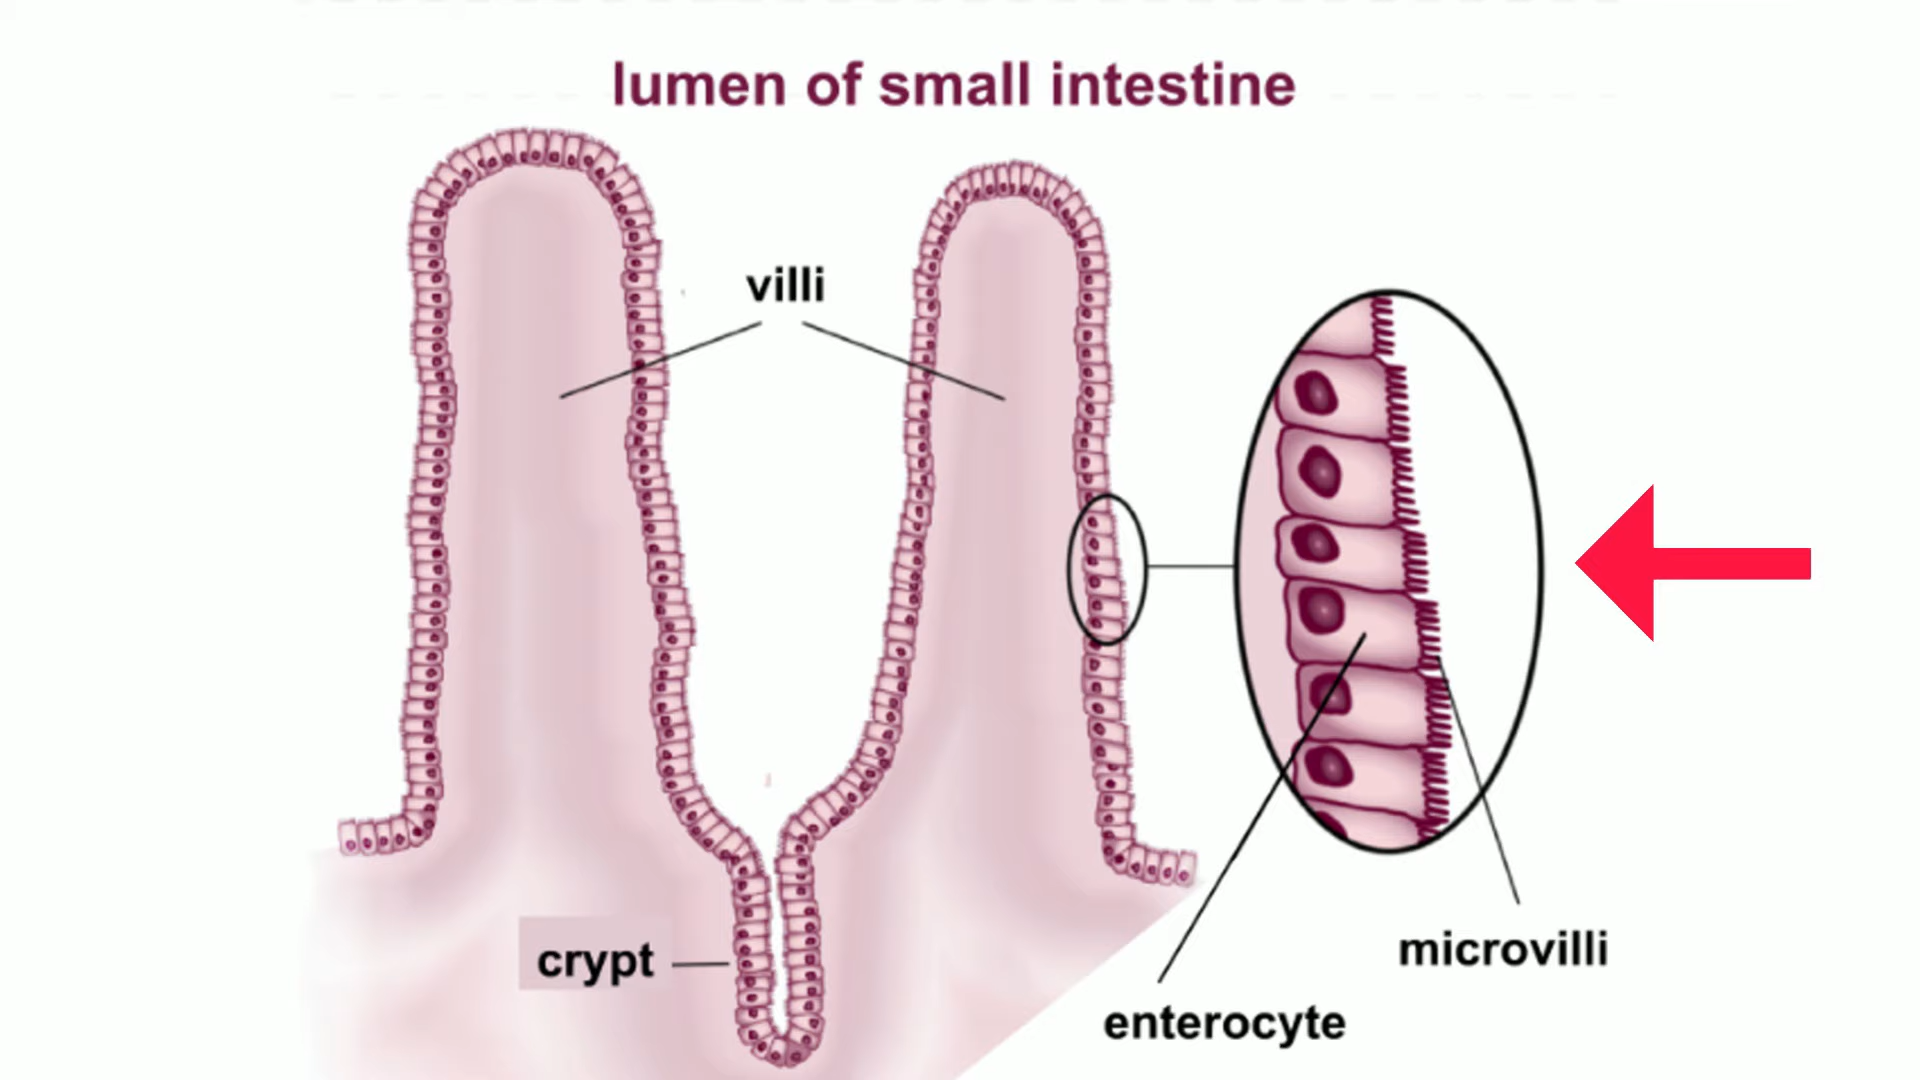 lumen of small intestine
villi
crypt
microvilli
enterocyte